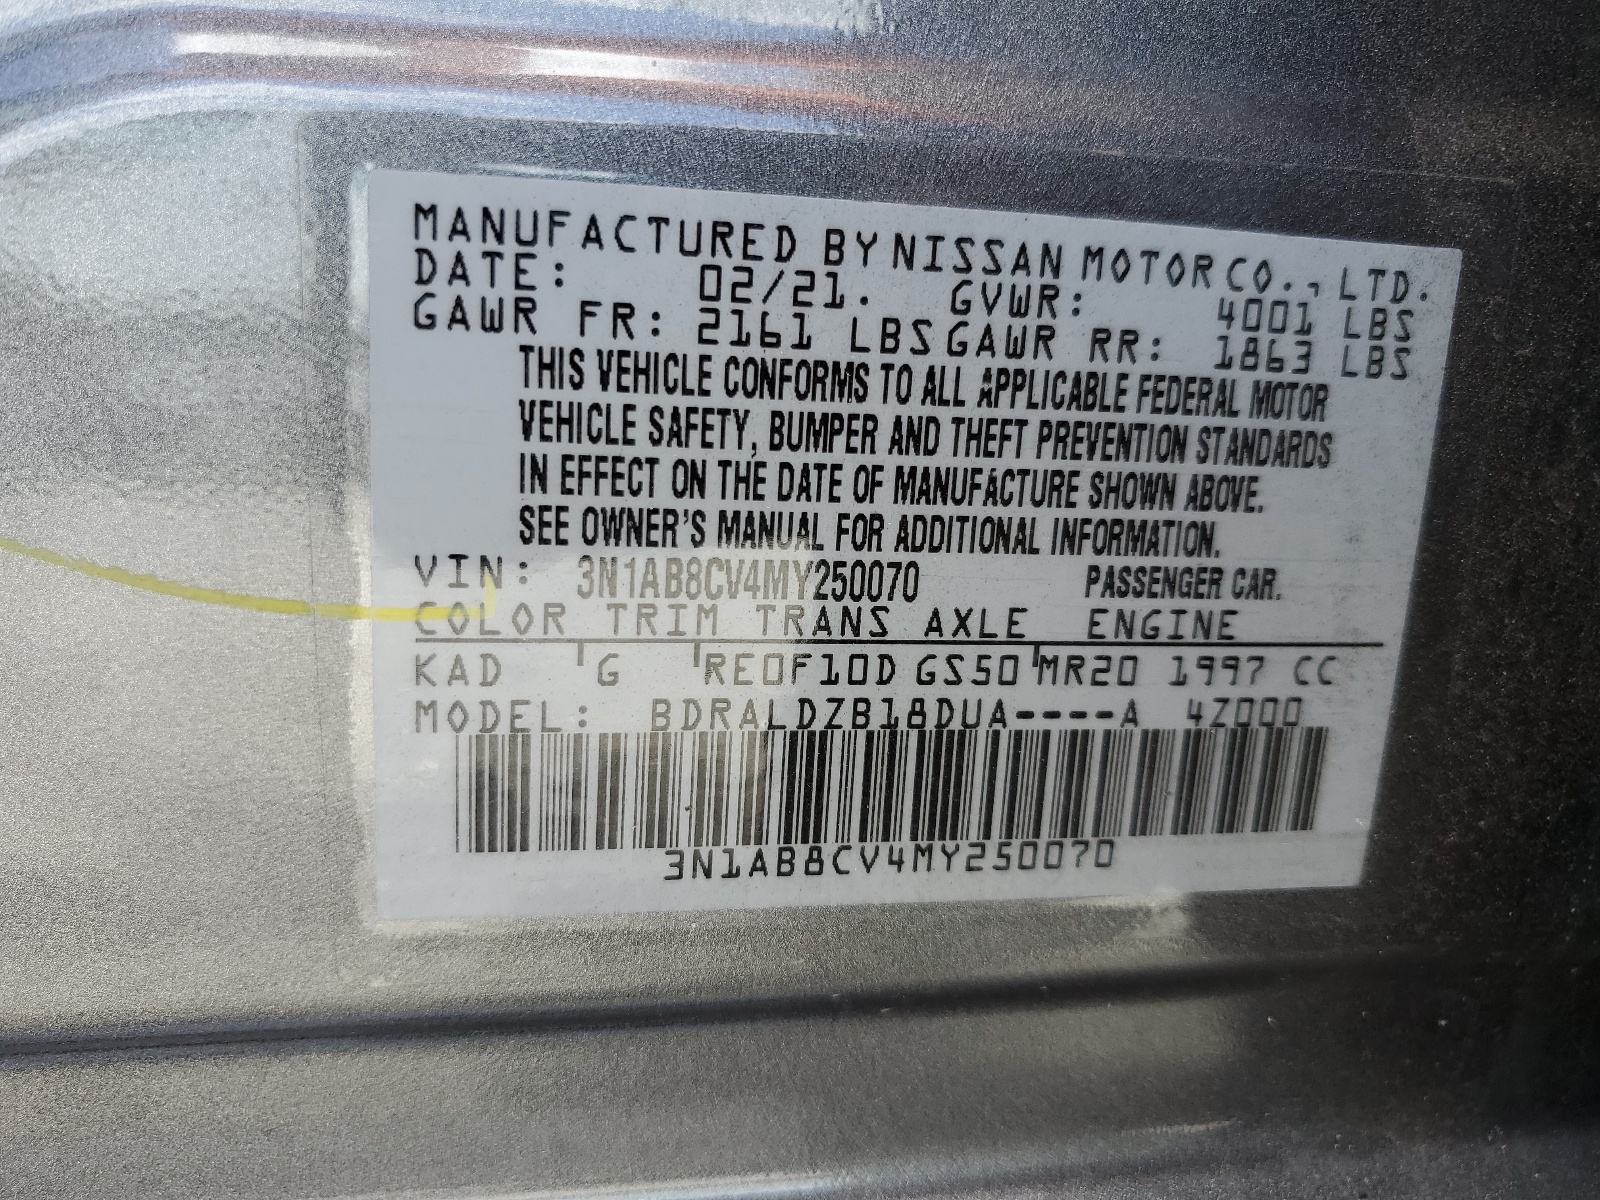 MANUFACTURED BY NISSAN MOTOR CO., LTD.
DATE: 02/21. GVWR: 4001 LBS
GAWR FR: 2161 LBS GAWR RR: 1863 LBS
THIS VEHICLE CONFORMS TO ALL APPLICABLE FEDERAL MOTOR
VEHICLE SAFETY, BUMPER AND THEFT PREVENTION STANDARDS
IN EFFECT ON THE DATE OF MANUFACTURE SHOWN ABOVE.
SEE OWNER'S MANUAL FOR ADDITIONAL INFORMATION.
VIN: 3N1AB8CV4MY250070 PASSENGER CAR.
COLOR TRIM TRANS AXLE ENGINE
KAD G RE0F10D GS50 MR20 1997 CC
MODEL: BDRALDZB18DUA----A 4Z000
3N1AB8CV4MY250070